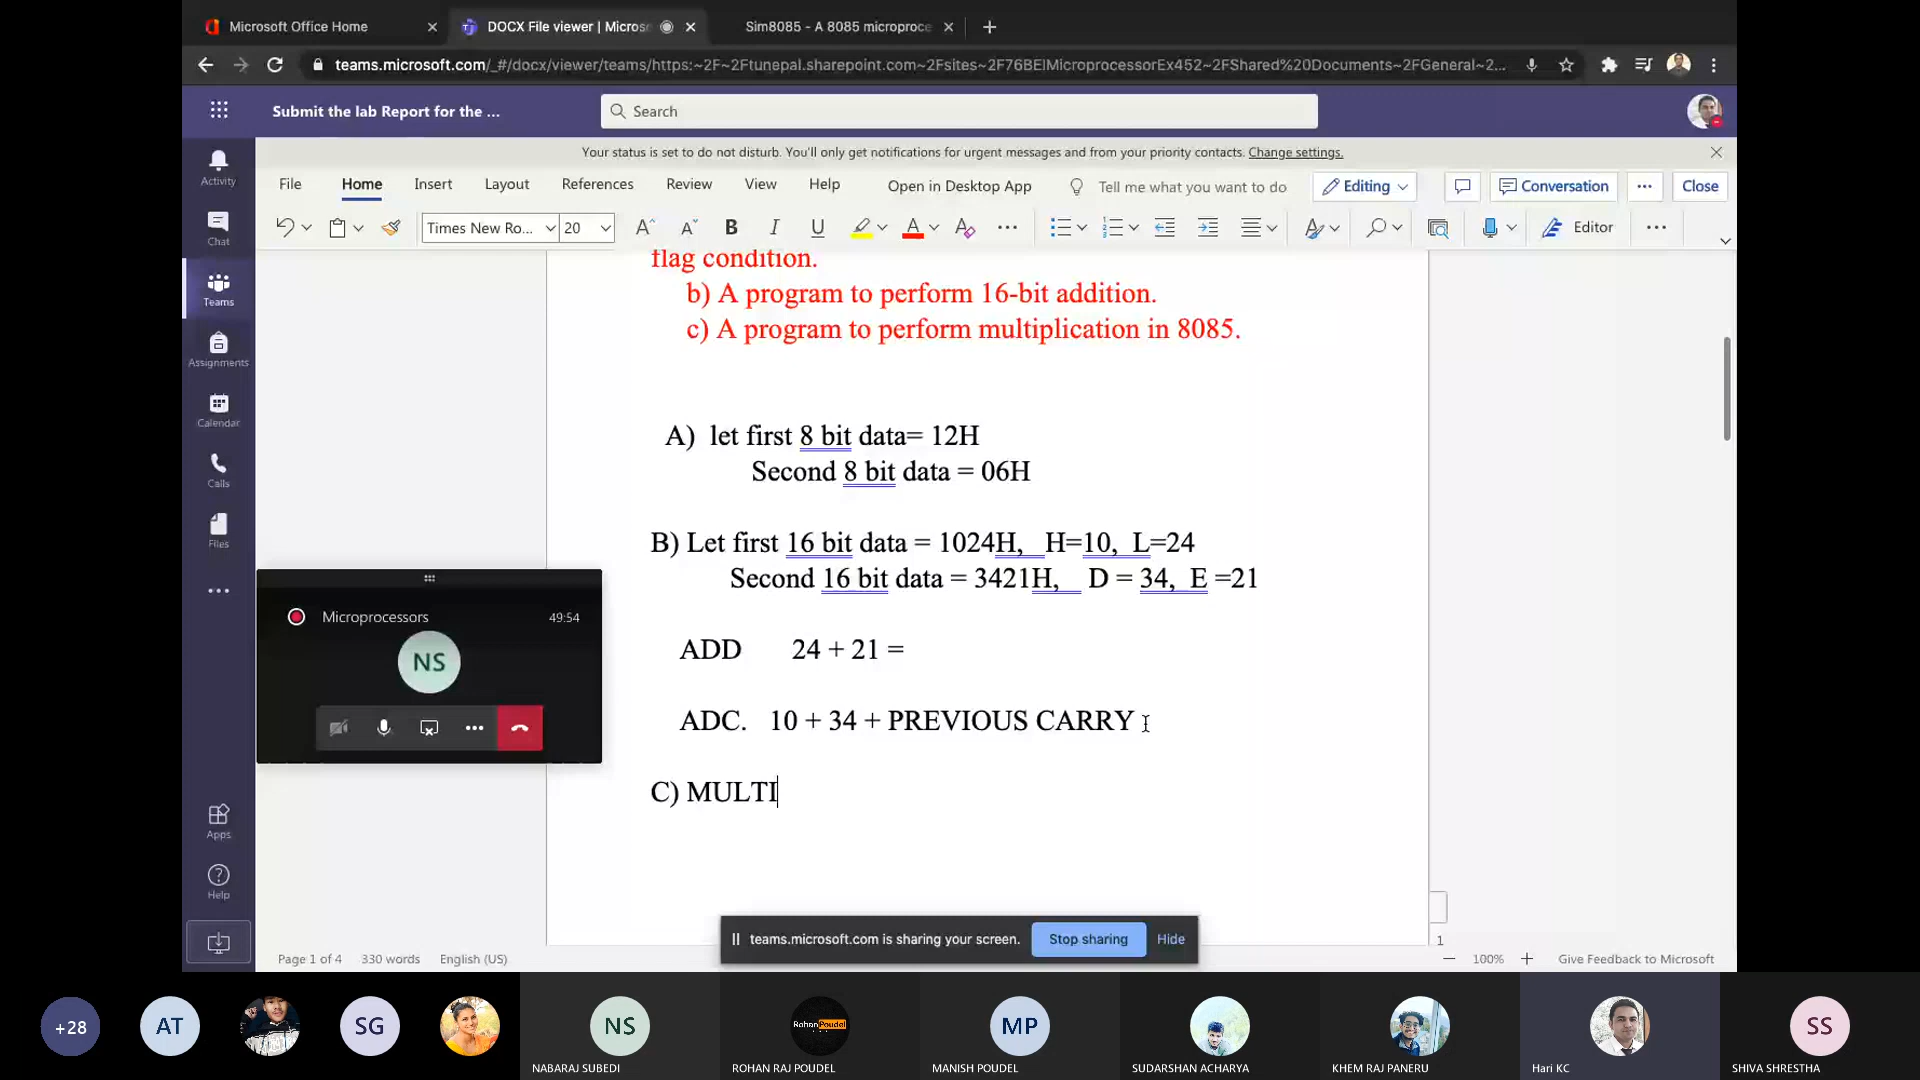 Microsoft Office Home
DOCX File viewer | Micros
Sim8085 - A 8085 microproce
teams.microsoft.com/_#/docx/viewer/teams/https:~2F~2Ftunepal.sharepoint.com~2Fsites~2F76BEIMicroprocessorEx452~2FShared%20Documents~2FGeneral~2...
Submit the lab Report for the ...
Search
Your status is set to do not disturb. You'll only get notifications for urgent messages and from your priority contacts. Change settings.
Activity
Chat
Teams
Assignments
Calendar
Calls
Files
Apps
Help
File Home Insert Layout References Review View Help Open in Desktop App Tell me what you want to do Editing Conversation Close
Times New Ro... 20 B I U A Editor
flag condition.
b) A program to perform 16-bit addition.
c) A program to perform multiplication in 8085.
A) let first 8 bit data= 12H
Second 8 bit data = 06H
B) Let first 16 bit data = 1024H, H=10, L=24
Second 16 bit data = 3421H, D = 34, E =21
ADD 24 + 21 =
ADC. 10 + 34 + PREVIOUS CARRY
C) MULTI
Microprocessors 49:54
NS
teams.microsoft.com is sharing your screen. Stop sharing Hide
1
Page 1 of 4 330 words English (US)
100% Give Feedback to Microsoft
+28 AT SG NS RohanPoudel MP SS
NABARAJ SUBEDI ROHAN RAJ POUDEL MANISH POUDEL SUDARSHAN ACHARYA KHEM RAJ PANERU Hari KC SHIVA SHRESTHA